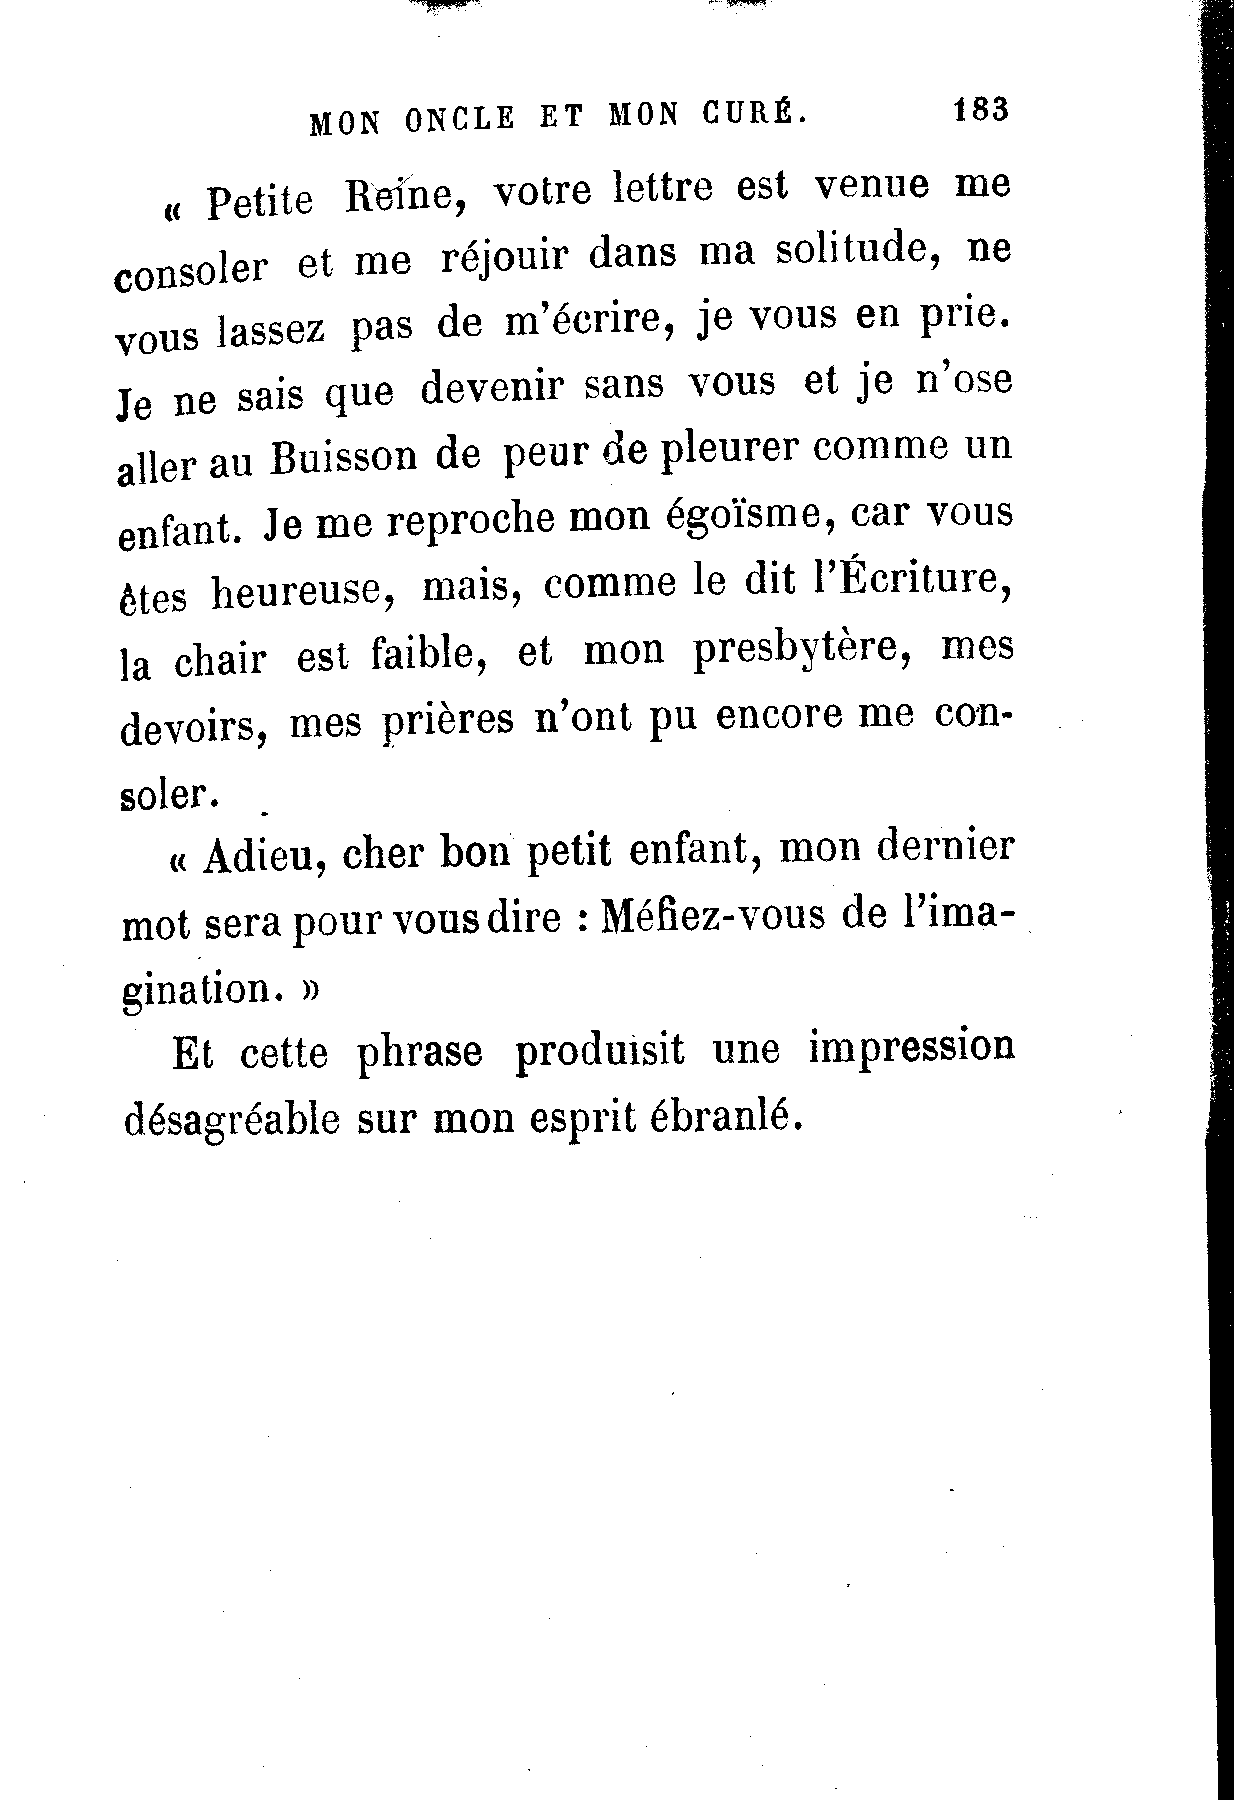 MON ONCLE ET MON CURÉ. 183
« Petite Reine, votre lettre est venue me
consoler et me réjouir dans ma solitude, ne
vous lassez pas de m'écrire, je vous en prie.
Je ne sais que devenir sans vous et je n'ose
aller au Buisson de peur de pleurer comme un
enfant. Je me reproche mon égoïsme, car vous
êtes heureuse, mais, comme le dit l'Écriture,
la chair est faible, et mon presbytère, mes
devoirs, mes prières n'ont pu encore me con-
soler.
« Adieu, cher bon petit enfant, mon dernier
mot sera pour vous dire : Méfiez-vous de l'ima-
gination. »
Et cette phrase produisit une impression
désagréable sur mon esprit ébranlé.